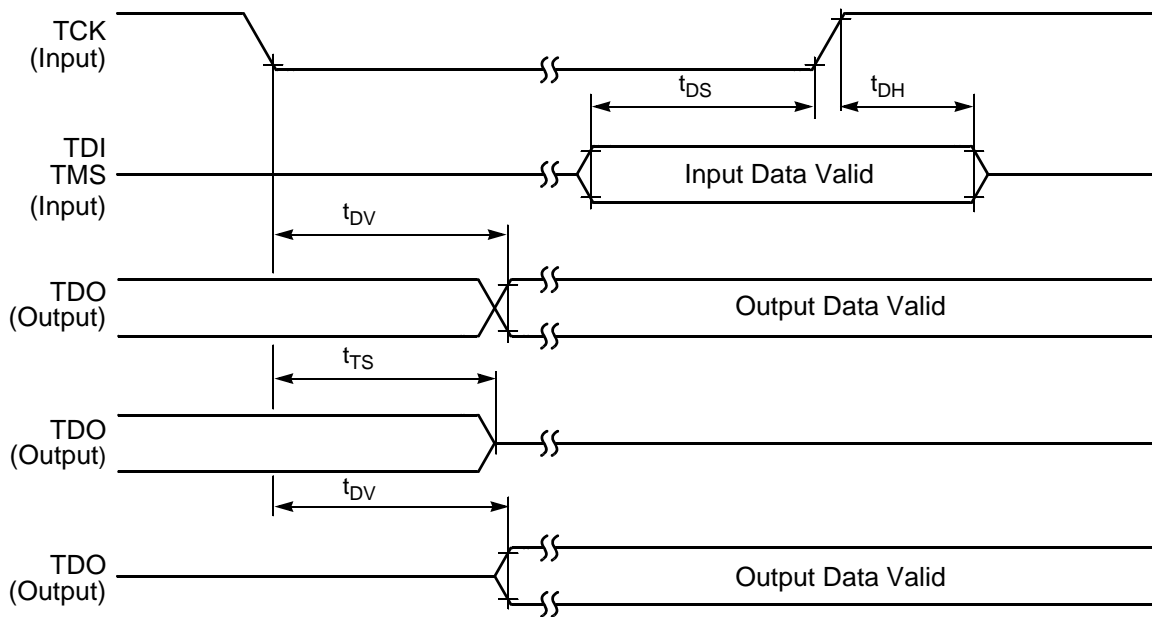 TCK
(Input)
tDS
tDH
TDI
TMS
(Input)
Input Data Valid
tDV
TDO
(Output)
Output Data Valid
tTS
TDO
(Output)
tDV
TDO
(Output)
Output Data Valid